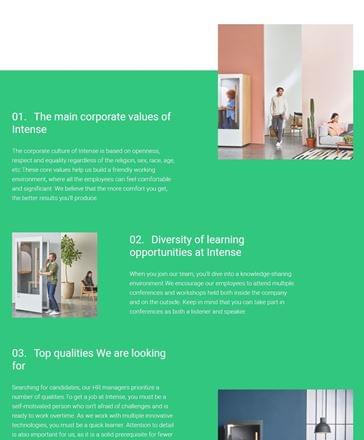 01. The main corporate values of
Intense
The corporate culture of Intense is based on openness,
respect and equality regardless of the religion, sex, race, age,
etc.These core values help us build a friendly working
environment, where all the employees can feel comfortable
and significant. We believe that the more comfort you get,
the better results you'll produce.
02. Diversity of learning
opportunities at Intense
When you join our team, you'll dive into a knowledge-sharing
environment.We encourage our employees to attend multiple
conferences and workshops held both inside the company
and on the outside. Keep in mind that you can take part in
conferences as both a listener and speaker.
03. Top qualities We are looking
for
Searching for candidates, our HR managers prioritize a
number of qualities.To get a job at Intense, you must be a
self-motivated person who isn't afraid of challenges and is
ready to work overtime. As we work with multiple innovative
technologies, you must be a quick learner. Attention to detail
is also important for us, as it is a solid prerequisite for fewer